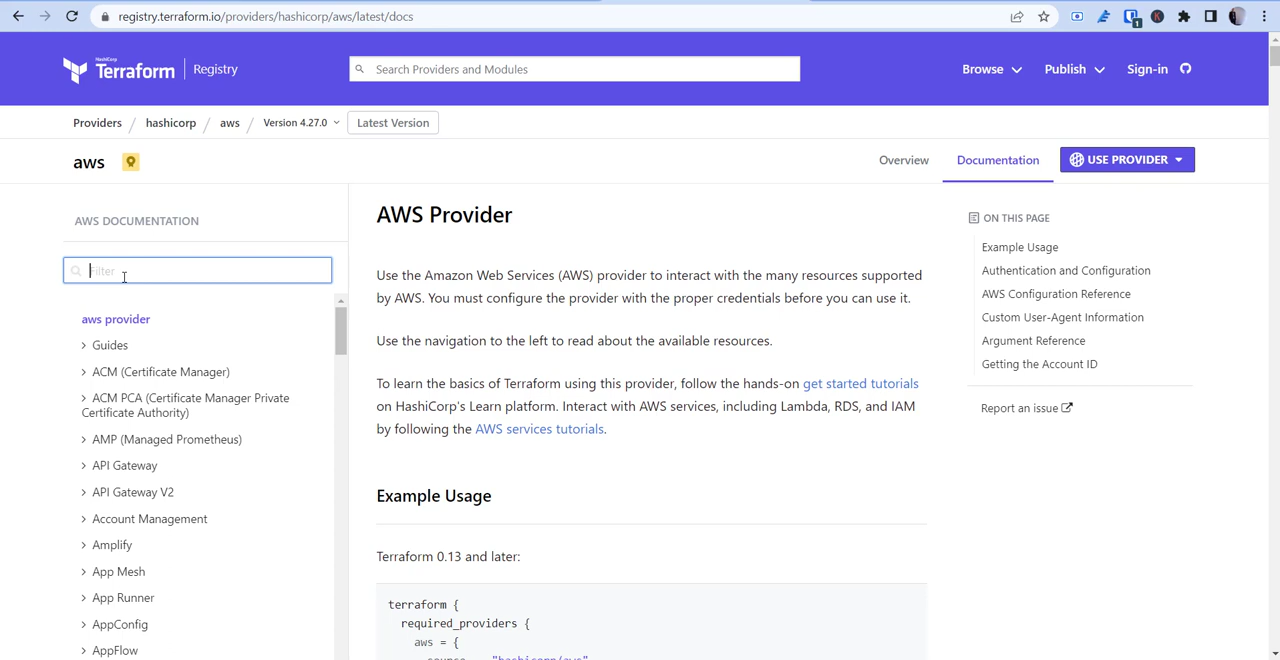 registry.terraform.io/providers/hashicorp/aws/latest/docs
1
K
HashiCorp
Terraform
Registry
Search Providers and Modules
Browse
Publish
Sign-in
Providers / hashicorp / aws / Version 4.27.0
Latest Version
aws
Overview
Documentation
USE PROVIDER
AWS DOCUMENTATION
Filter
aws provider
Guides
ACM (Certificate Manager)
ACM PCA (Certificate Manager Private
Certificate Authority)
AMP (Managed Prometheus)
API Gateway
API Gateway V2
Account Management
Amplify
App Mesh
App Runner
AppConfig
AppFlow
AWS Provider
Use the Amazon Web Services (AWS) provider to interact with the many resources supported
by AWS. You must configure the provider with the proper credentials before you can use it.
Use the navigation to the left to read about the available resources.
To learn the basics of Terraform using this provider, follow the hands-on get started tutorials
on HashiCorp's Learn platform. Interact with AWS services, including Lambda, RDS, and IAM
by following the AWS services tutorials.
Example Usage
Terraform 0.13 and later:
terraform {
required_providers {
aws = {
source = "hashicorp/aws"
ON THIS PAGE
Example Usage
Authentication and Configuration
AWS Configuration Reference
Custom User-Agent Information
Argument Reference
Getting the Account ID
Report an issue